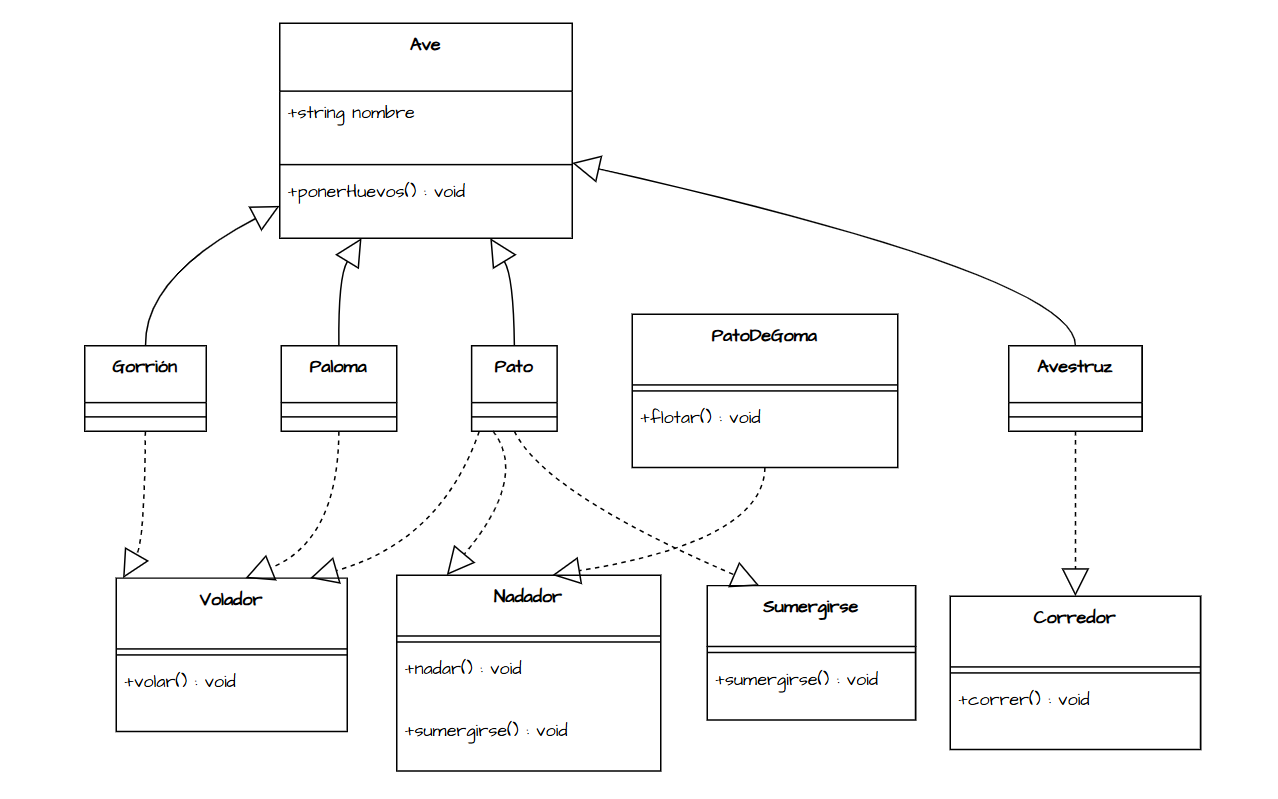 Ave
+string nombre
+ponerHuevos() : void
Gorrión
Paloma
Pato
PatoDeGoma
+flotar() : void
Avestruz
Volador
+volar() : void
Nadador
+nadar() : void
+sumergirse() : void
Sumergirse
+sumergirse() : void
Corredor
+correr() : void